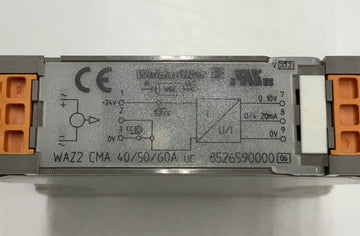 CE Weidmüller
1 7
~24V 0 10V
2 8
I 0/4 20mA
3 U/I 9
0V 0V
WAZ2 CMA 40/50/60A uc 8526590000 06